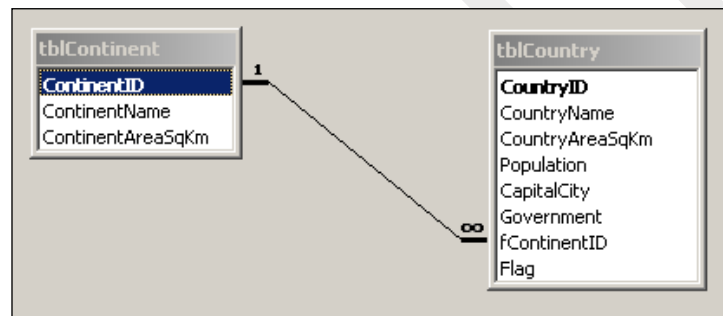 tblContinent
ContinentID
ContinentName
ContinentAreaSqKm
1
∞
tblCountry
CountryID
CountryName
CountryAreaSqKm
Population
CapitalCity
Government
fContinentID
Flag